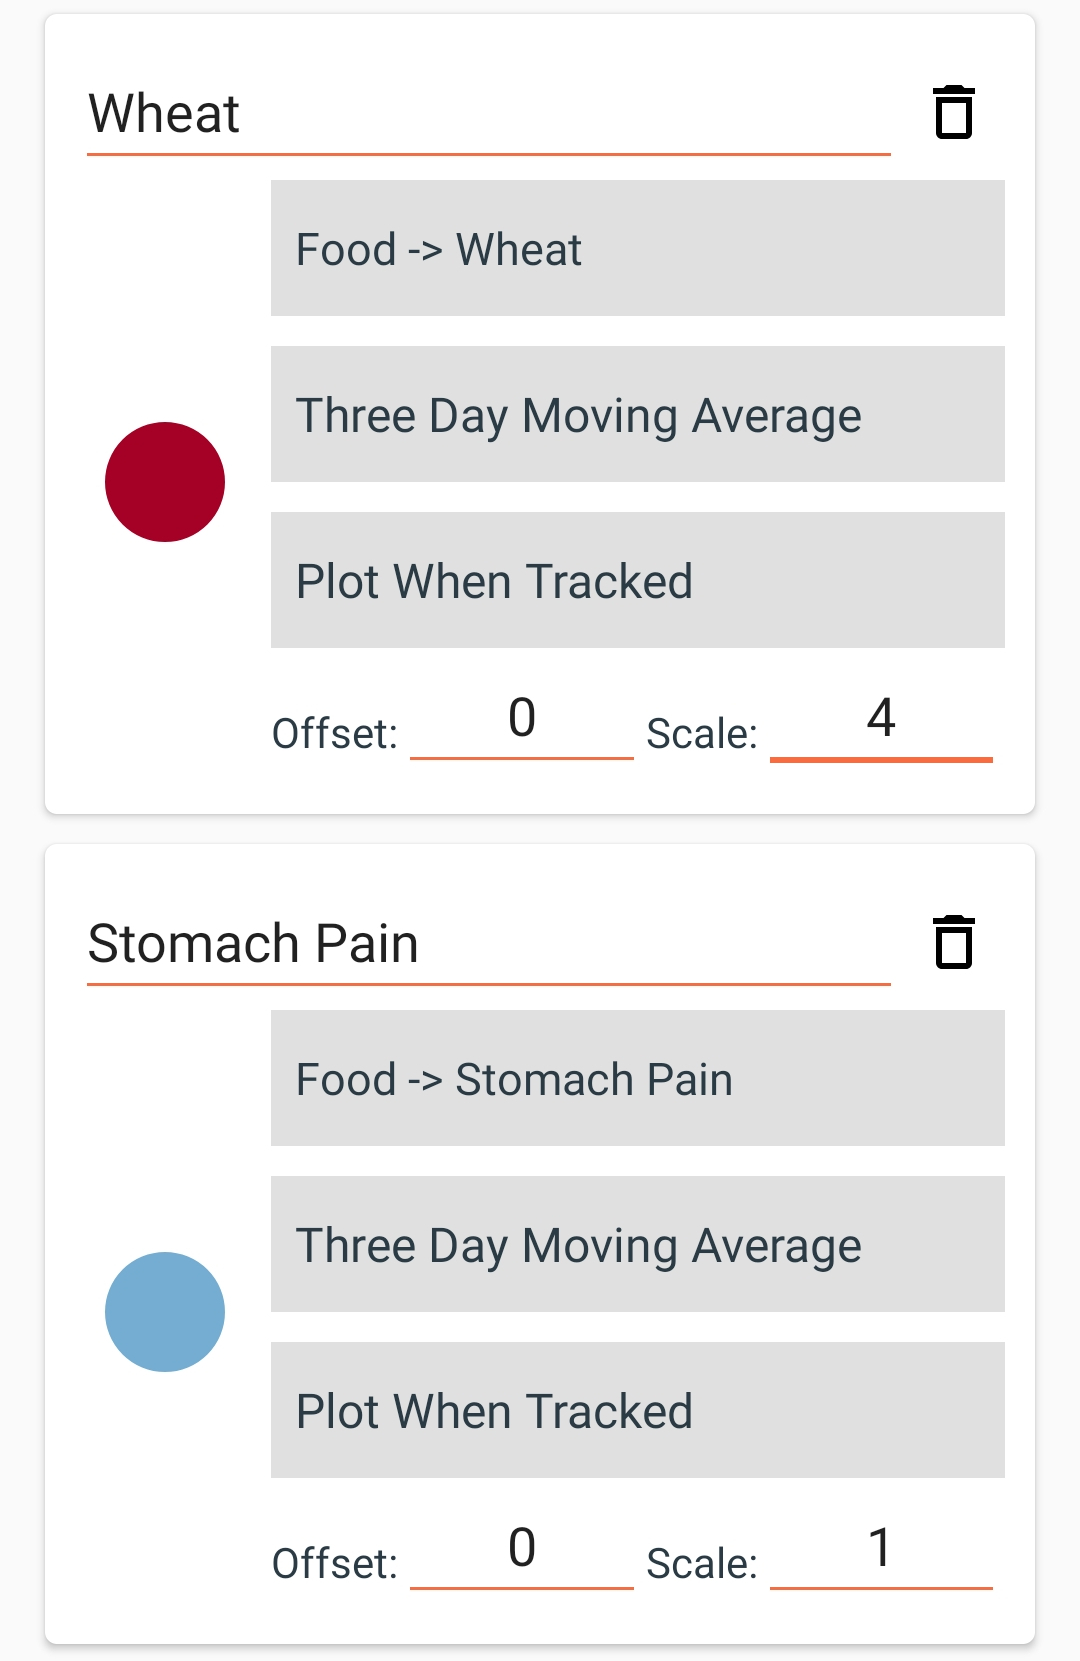 Wheat
Food -> Wheat
Three Day Moving Average
Plot When Tracked
Offset: 0 Scale: 4
Stomach Pain
Food -> Stomach Pain
Three Day Moving Average
Plot When Tracked
Offset: 0 Scale: 1